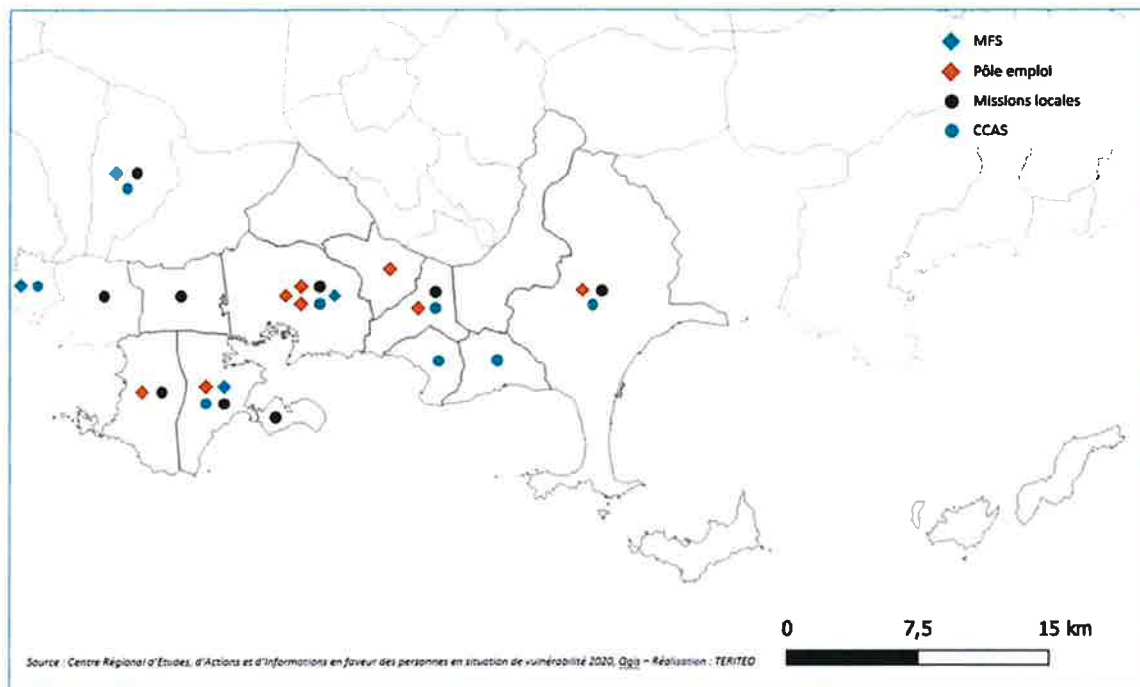 MFS
Pôle emploi
Missions locales
CCAS
0 7,5 15 km
Source : Centre Régional d'Etudes, d'Actions et d'Informations en faveur des personnes en situation de vulnérabilité 2020, Qgis – Réalisation : TERITEO